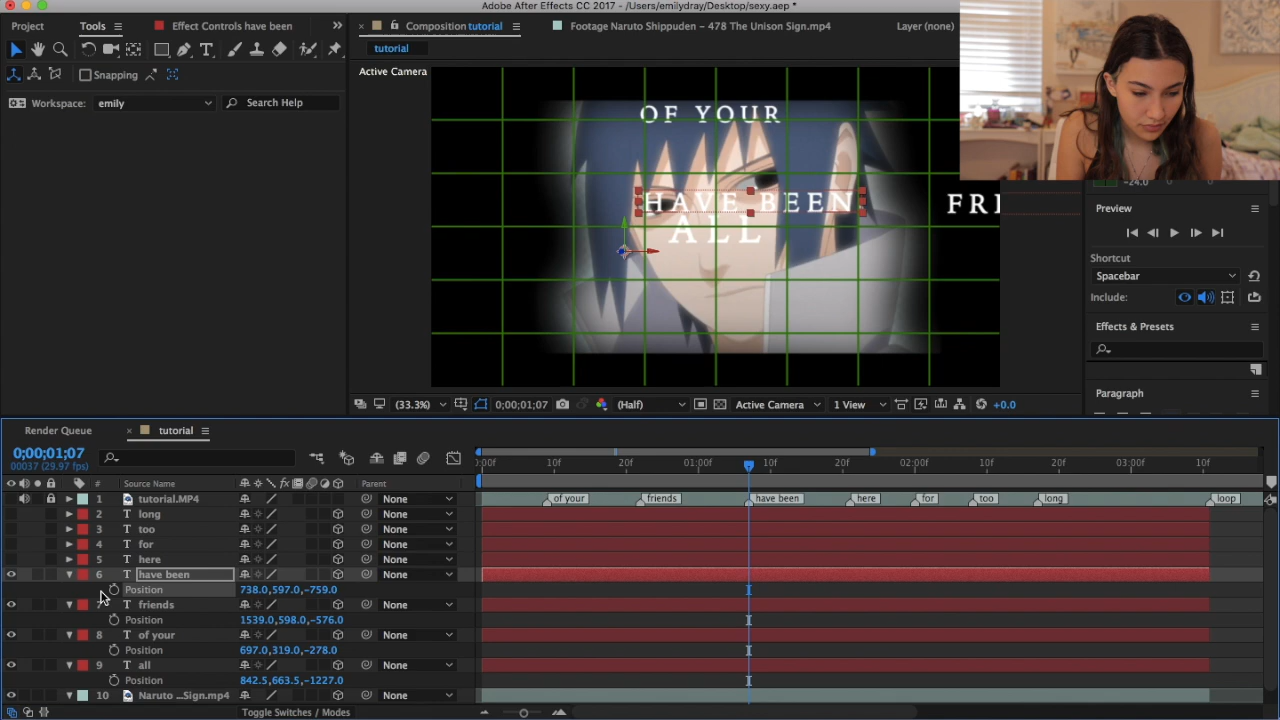 Adobe After Effects CC 2017 - /Users/emilydray/Desktop/sexy.aep *
Project
Tools
Effect Controls have been
Composition tutorial
Footage Naruto Shippuden – 478 The Unison Sign.mp4
Layer (none)
tutorial
Snapping
Active Camera
Workspace: emily
Search Help
OF YOUR
HAVE BEEN
FRI
ALL
-24.0
Preview
Shortcut
Spacebar
Include:
Effects & Presets
Paragraph
(33.3%)
0;00;01;07
(Half)
Active Camera
1 View
+0.0
Render Queue
tutorial
0;00;01;07
00037 (29.97 fps)
:00f 10f 20f 01:00f 10f 20f 02:00f 10f 20f 03:00f 10f
# Source Name Parent
1 tutorial.MP4 None of your friends have been here for too long loop
2 T long None
3 T too None
4 T for None
5 T here None
6 T have been None
Position 738.0,597.0,-759.0
T friends None
Position 1539.0,598.0,-576.0
8 T of your None
Position 697.0,319.0,-278.0
9 T all None
Position 842.5,663.5,-1227.0
10 Naruto ...Sign.mp4 None
Toggle Switches / Modes